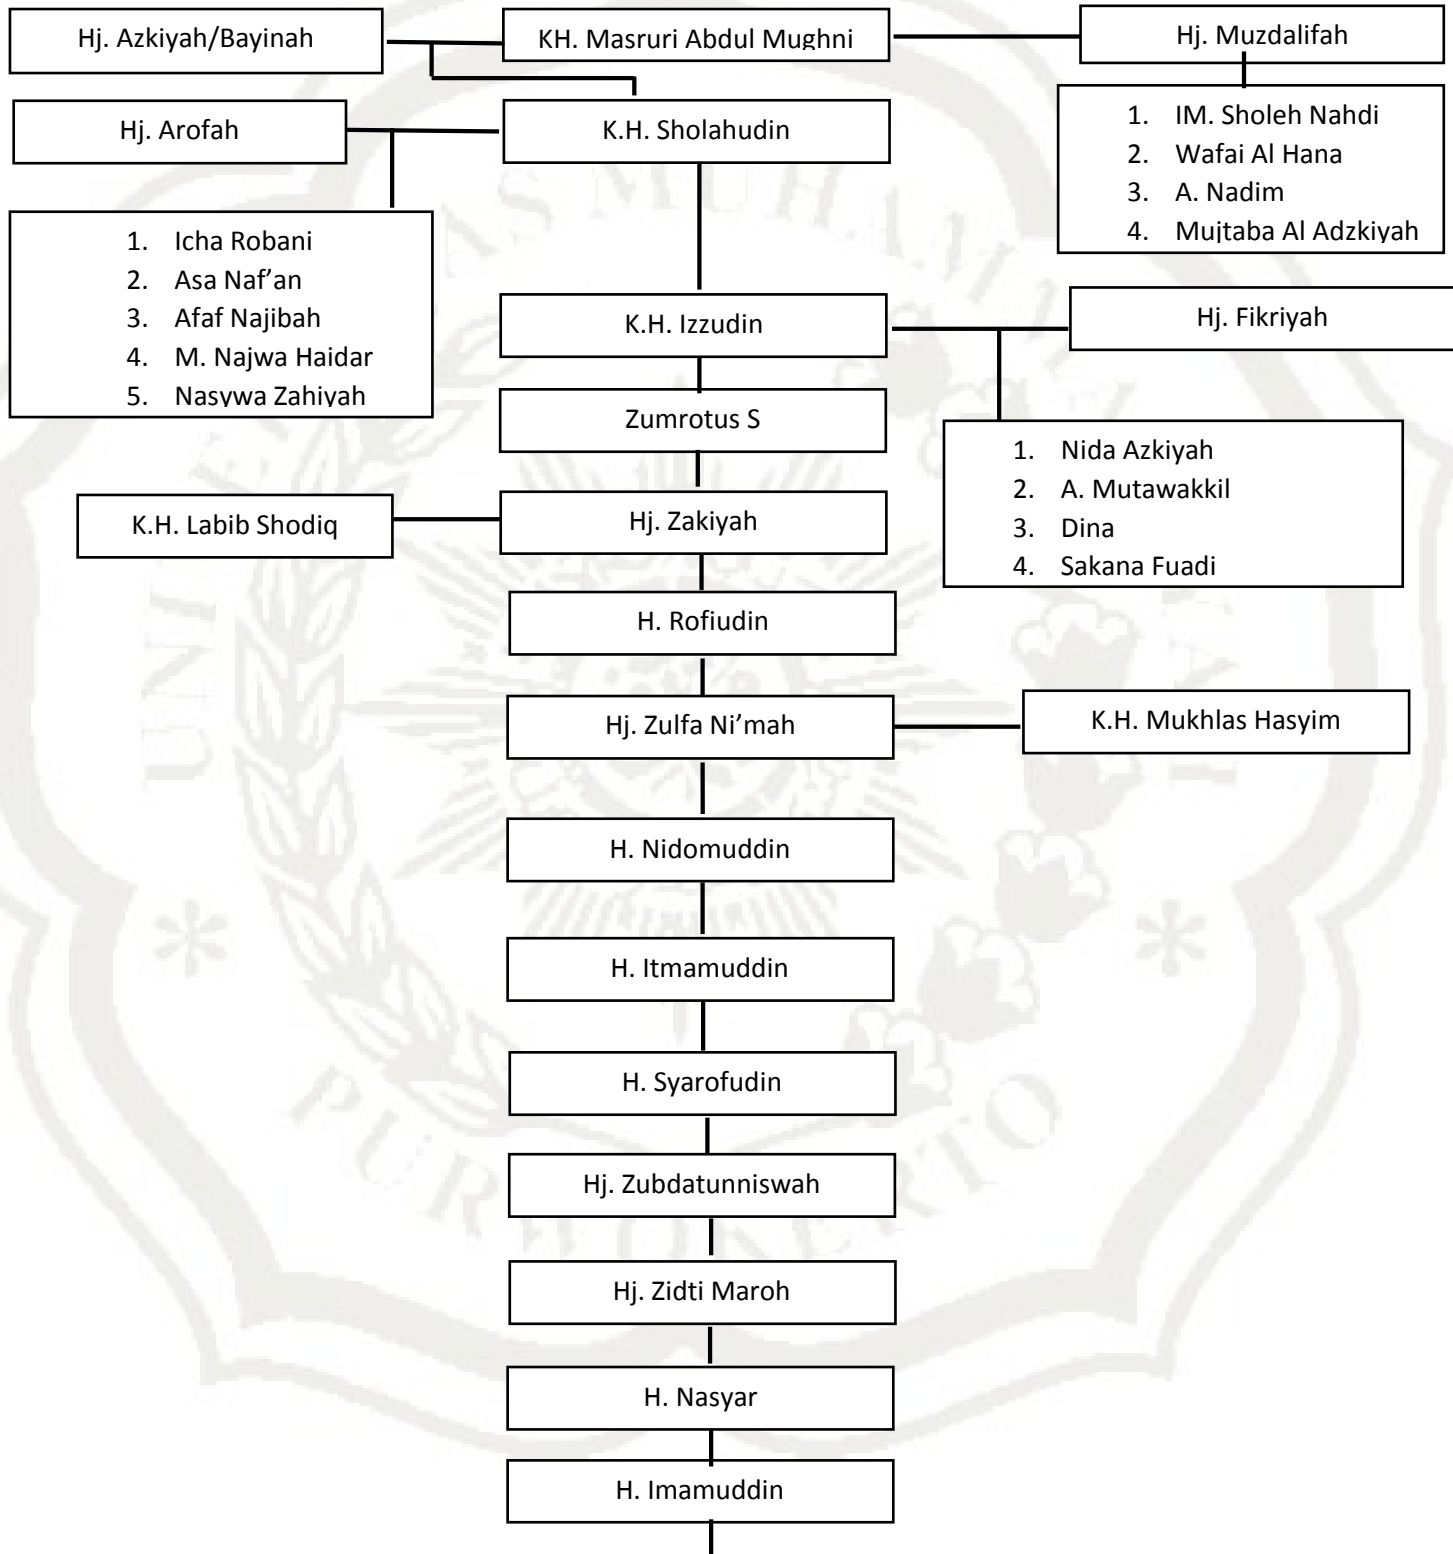 Hj. Azkiyah/Bayinah
KH. Masruri Abdul Mughni
Hj. Muzdalifah
Hj. Arofah
K.H. Sholahudin
1. IM. Sholeh Nahdi
2. Wafai Al Hana
3. A. Nadim
4. Mujtaba Al Adzkiyah
1. Icha Robani
2. Asa Naf’an
3. Afaf Najibah
4. M. Najwa Haidar
5. Nasywa Zahiyah
K.H. Izzudin
Hj. Fikriyah
Zumrotus S
1. Nida Azkiyah
2. A. Mutawakkil
3. Dina
4. Sakana Fuadi
K.H. Labib Shodiq
Hj. Zakiyah
H. Rofiudin
Hj. Zulfa Ni’mah
K.H. Mukhlas Hasyim
H. Nidomuddin
H. Itmamuddin
H. Syarofudin
Hj. Zubdatunniswah
Hj. Zidti Maroh
H. Nasyar
H. Imamuddin
PURWOKERTO